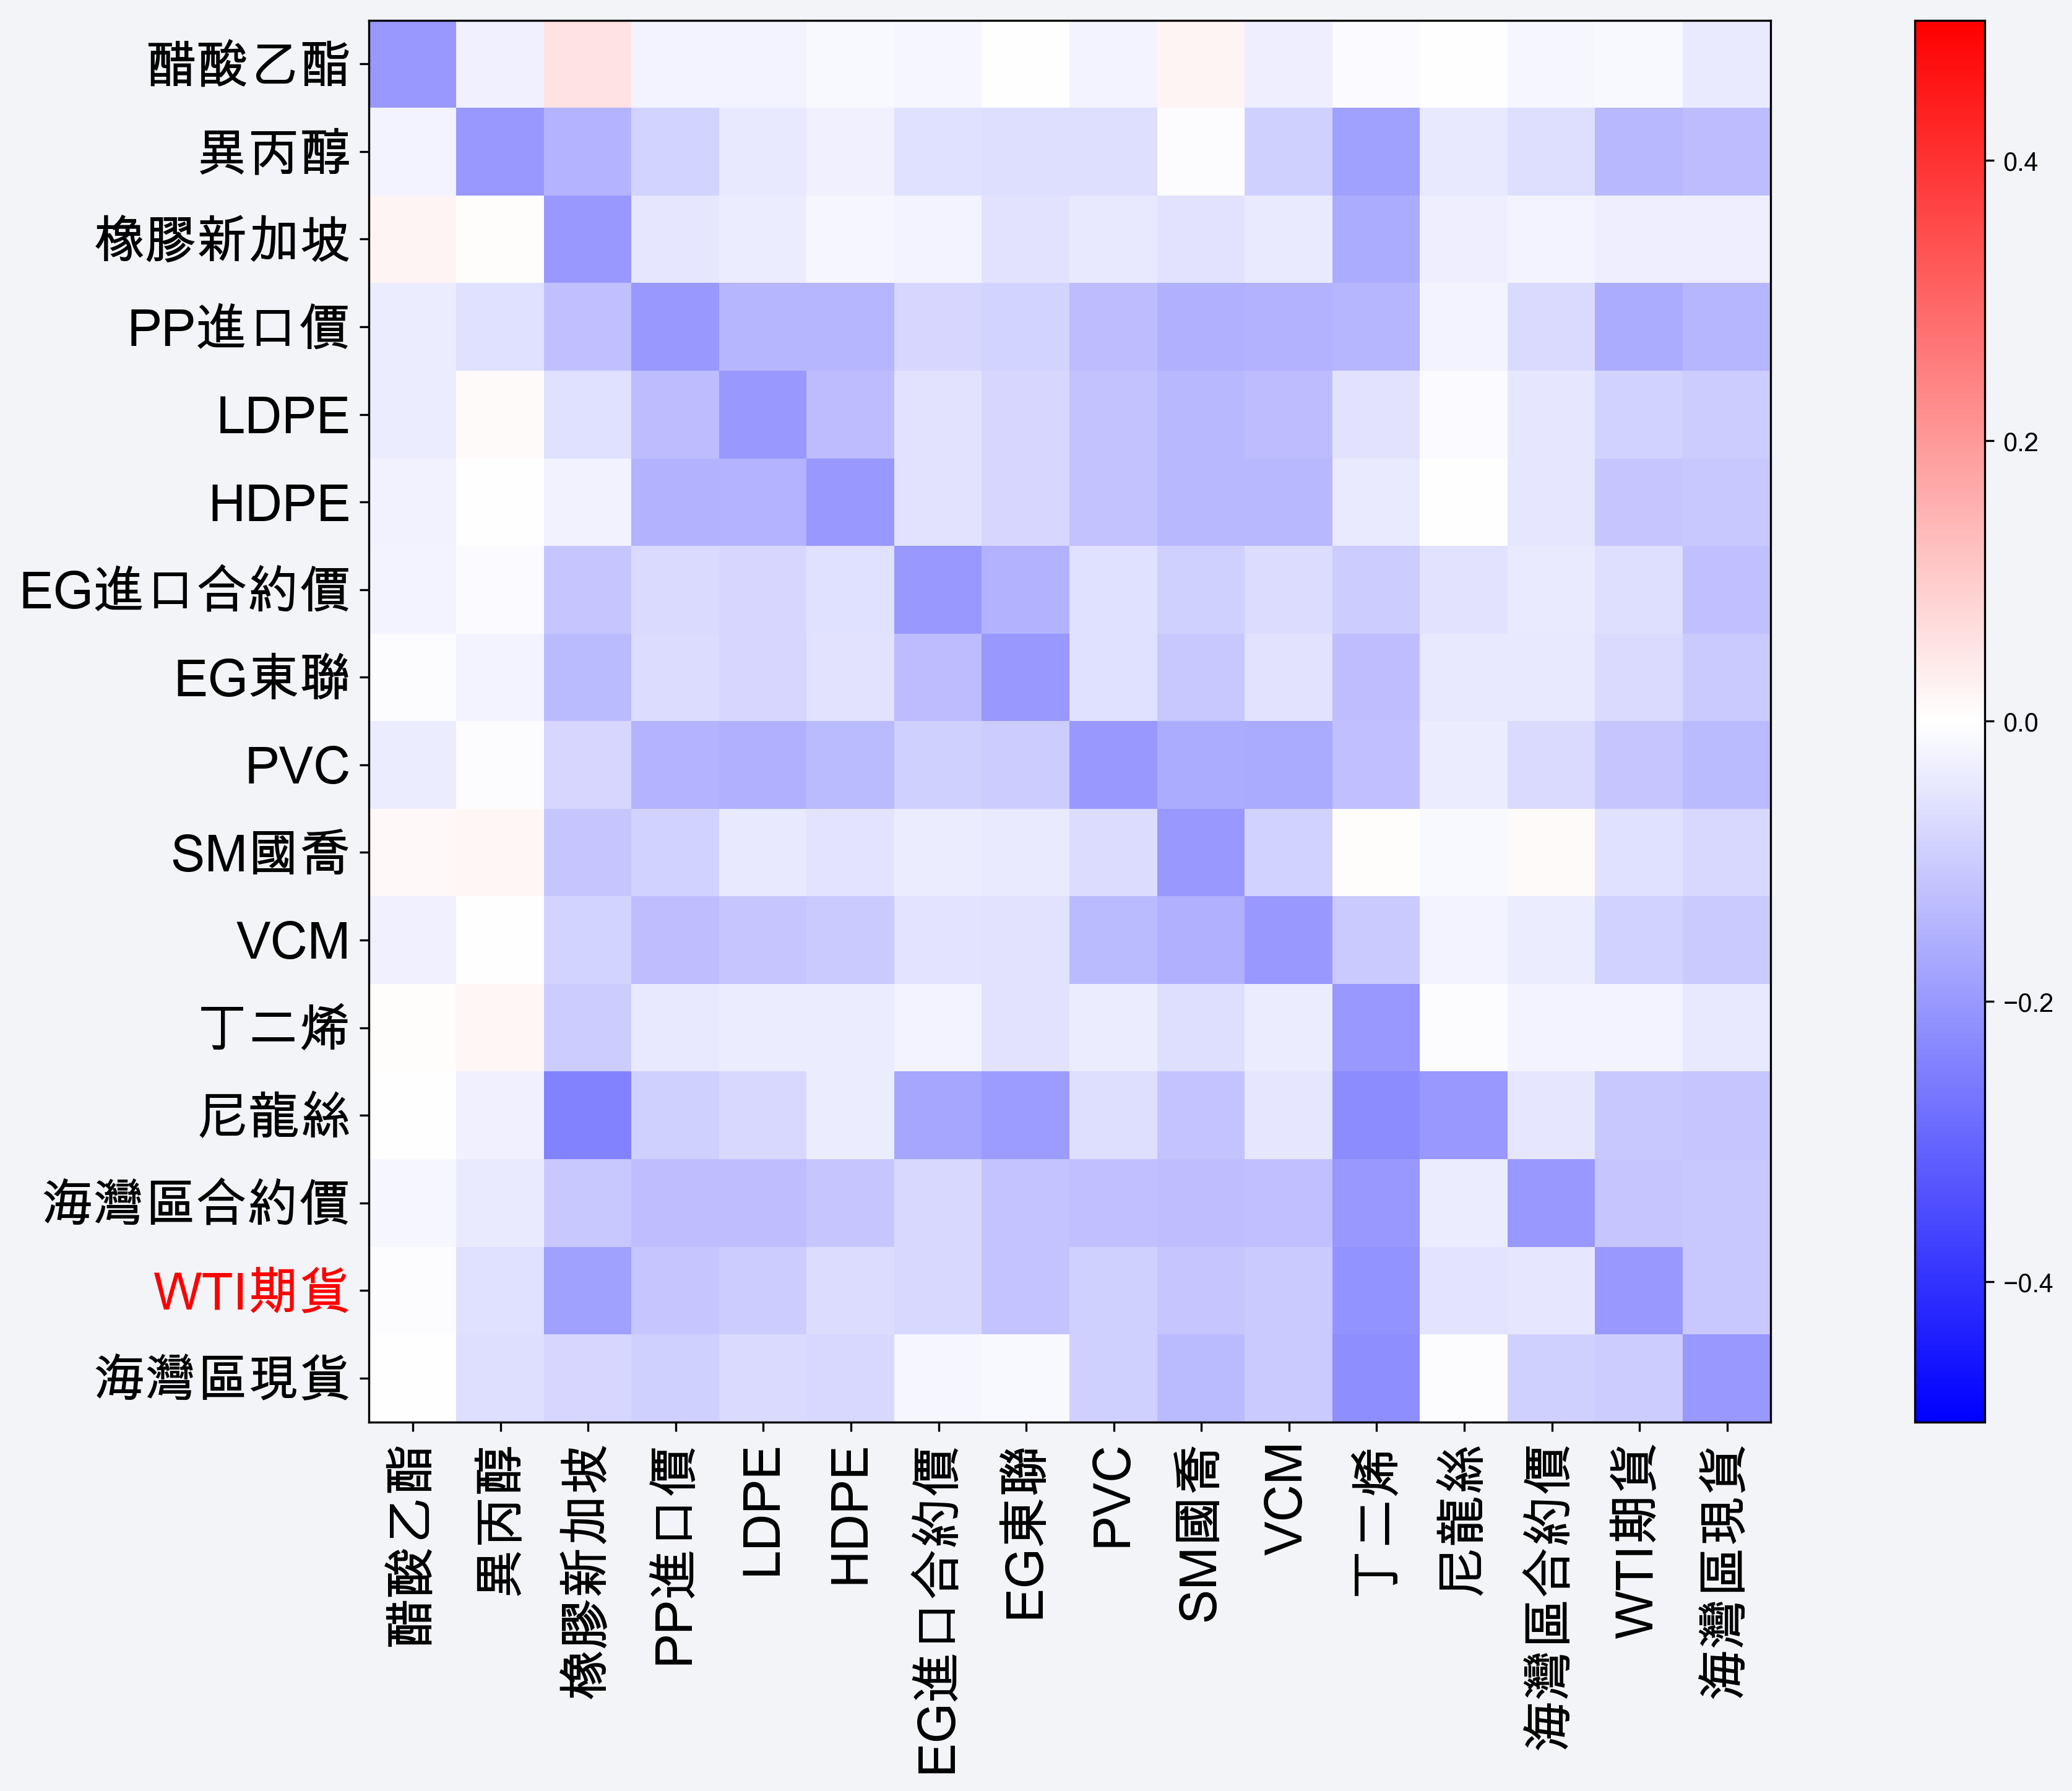 醋酸乙酯
異丙醇
橡膠新加坡
PP進口價
LDPE
HDPE
EG進口合約價
EG東聯
PVC
SM國喬
VCM
丁二烯
尼龍絲
海灣區合約價
WTI期貨
海灣區現貨
醋酸乙酯
異丙醇
橡膠新加坡
PP進口價
LDPE
HDPE
EG進口合約價
EG東聯
PVC
SM國喬
VCM
丁二烯
尼龍絲
海灣區合約價
WTI期貨
海灣區現貨
0.4
0.2
0.0
−0.2
−0.4